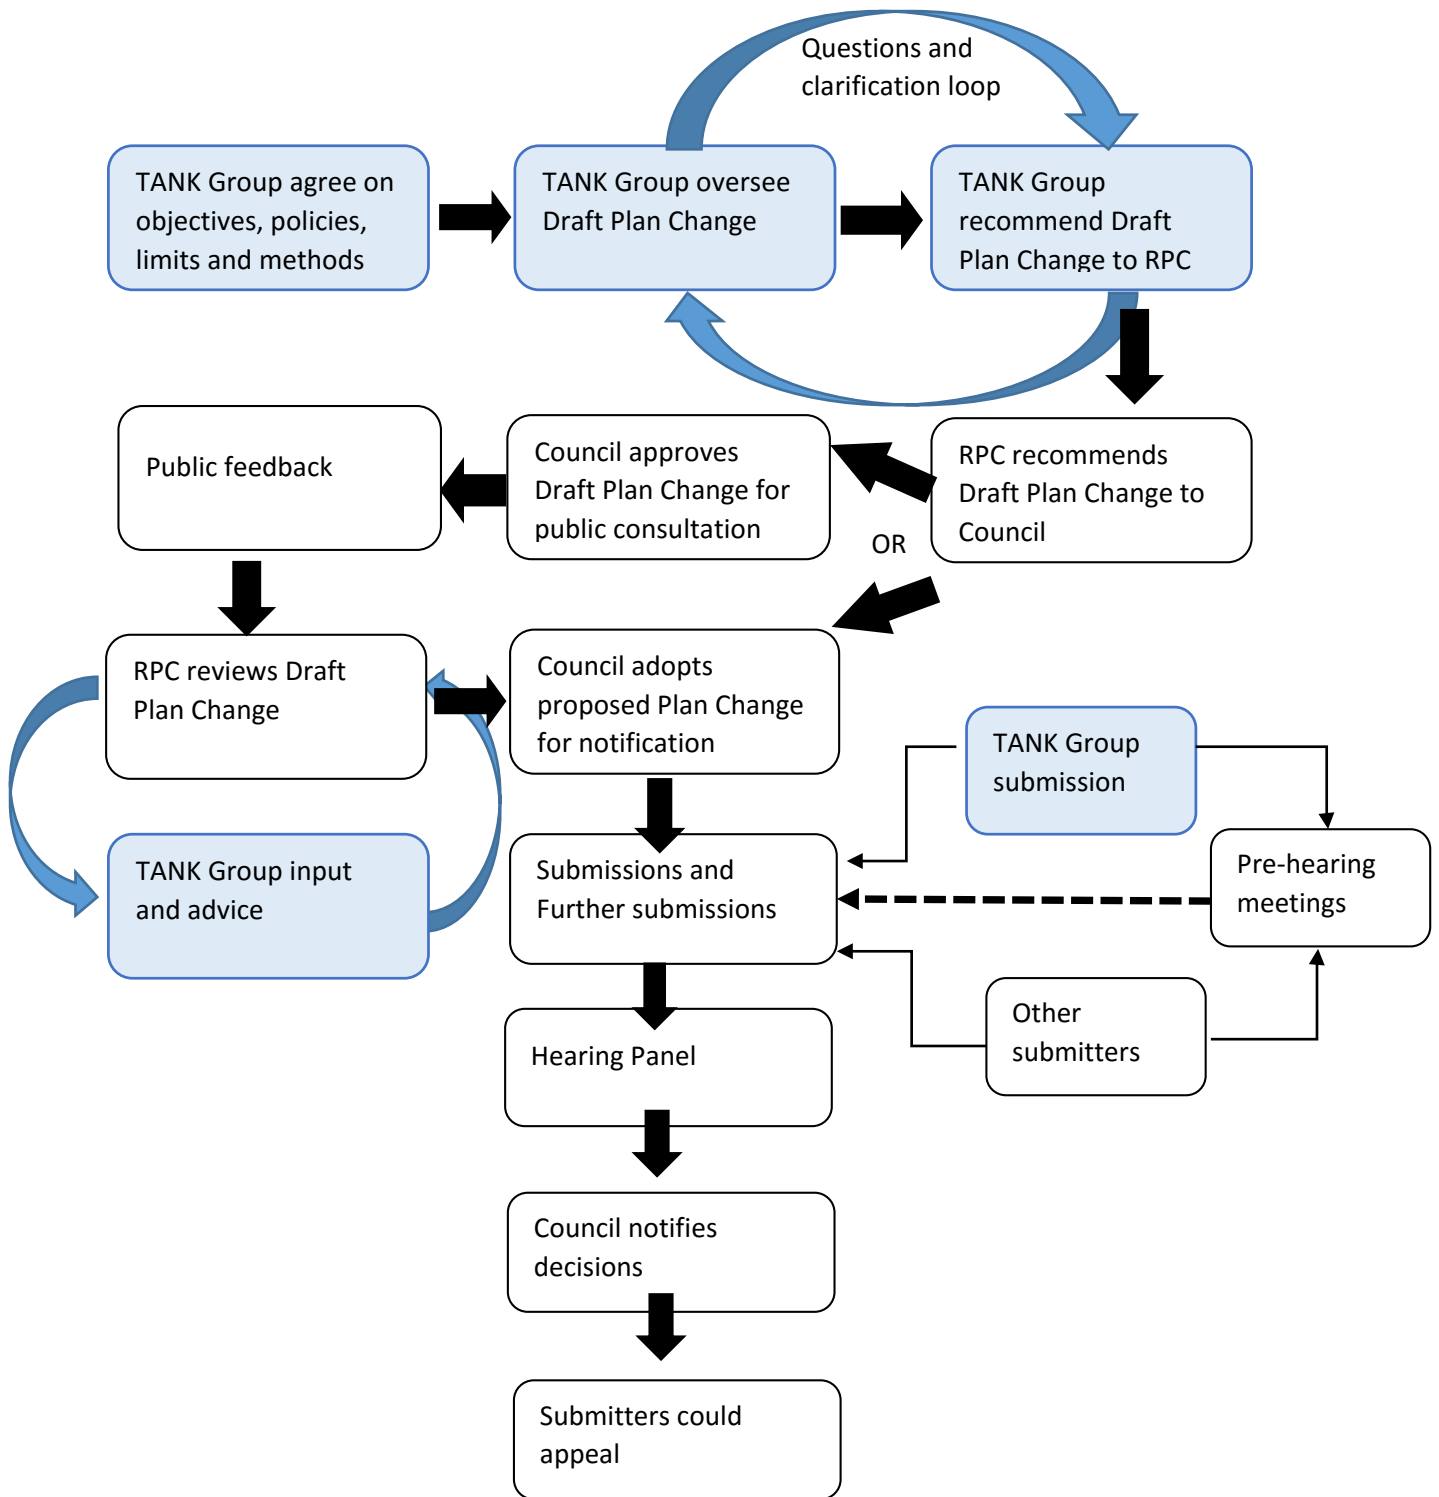 Questions and
clarification loop
TANK Group agree on
objectives, policies,
limits and methods
TANK Group oversee
Draft Plan Change
TANK Group
recommend Draft
Plan Change to RPC
Public feedback
Council approves
Draft Plan Change for
public consultation
RPC recommends
Draft Plan Change to
Council
OR
RPC reviews Draft
Plan Change
Council adopts
proposed Plan Change
for notification
TANK Group
submission
TANK Group input
and advice
Submissions and
Further submissions
Pre-hearing
meetings
Other
submitters
Hearing Panel
Council notifies
decisions
Submitters could
appeal